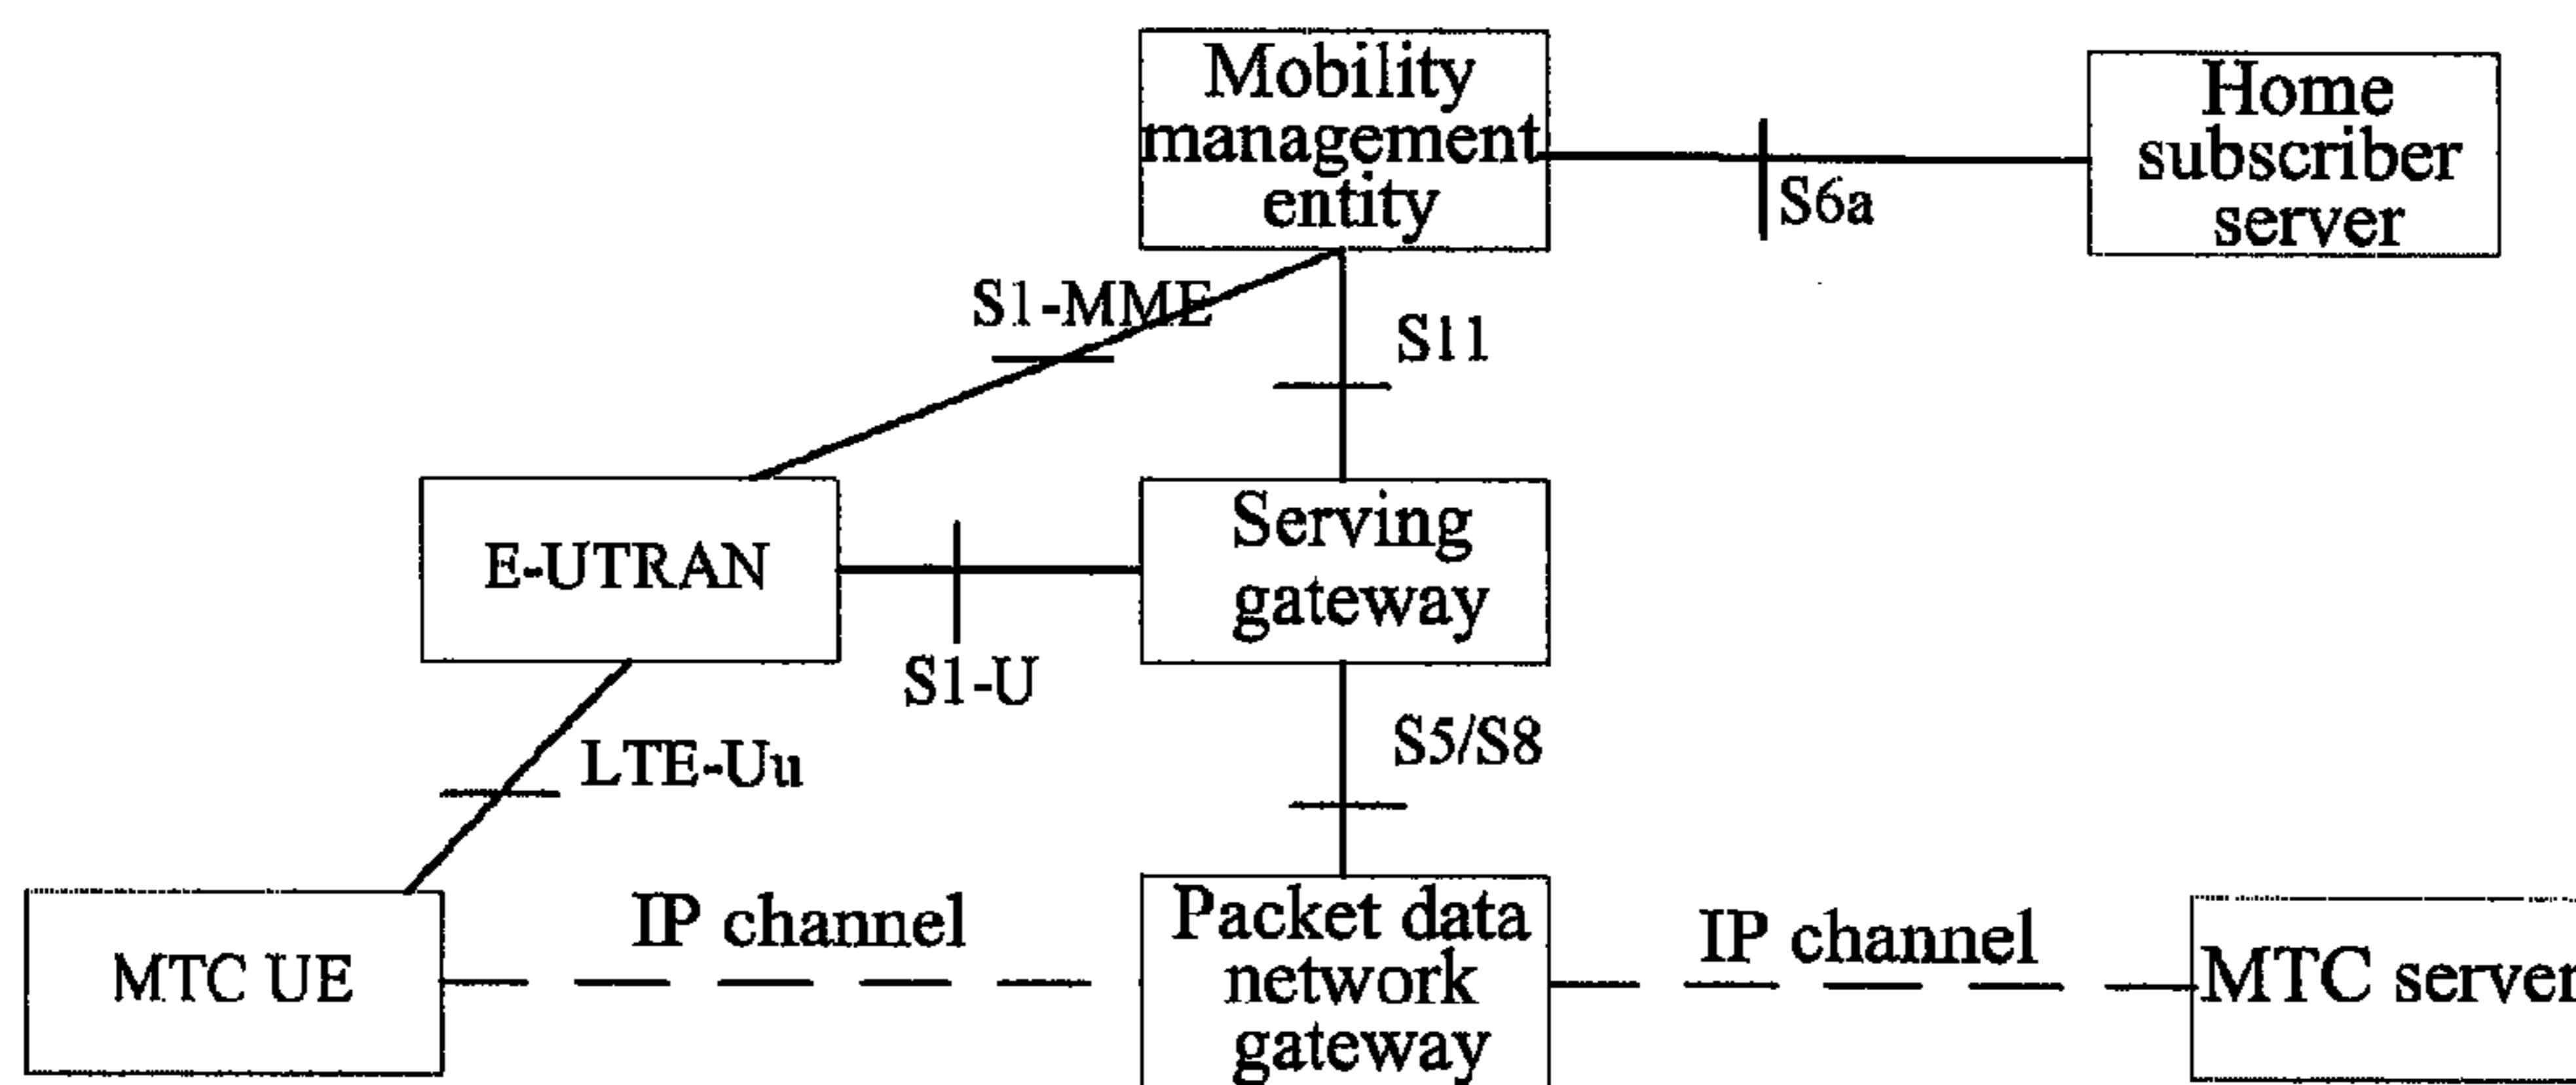 Mobility
management
entity
Home
subscriber
server
S6a
S1-MME
S11
E-UTRAN
Serving
gateway
S1-U
LTE-Uu
S5/S8
MTC UE
IP channel
Packet data
network
gateway
IP channel
MTC server